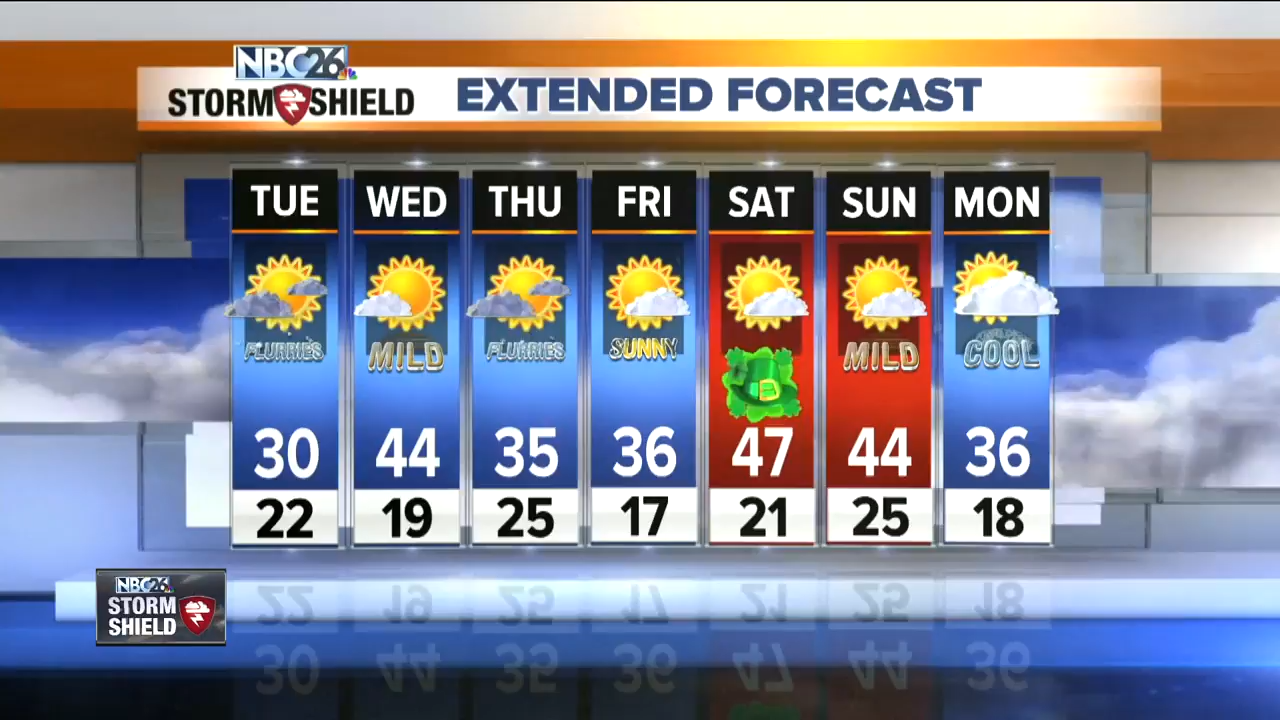 NBC26
STORM SHIELD
EXTENDED FORECAST
TUE WED THU FRI SAT SUN MON
FLURRIES MILD FLURRIES SUNNY MILD COOL
30 44 35 36 47 44 36
22 19 25 17 21 25 18
NBC26
STORM
SHIELD